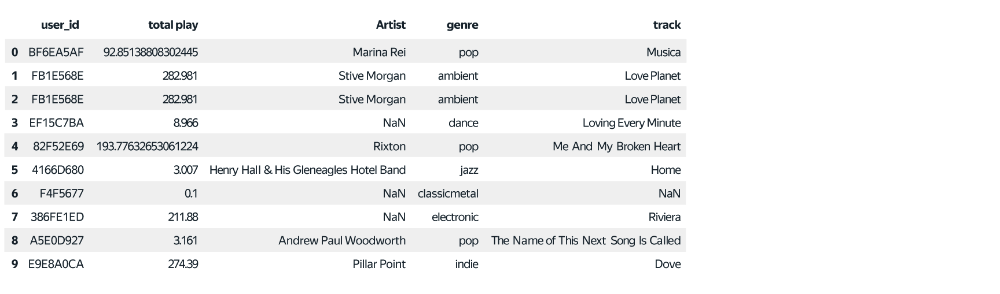 user_id total play Artist genre track
0 BF6EA5AF 92.85138808302445 Marina Rei pop Musica
1 FB1E568E 282.981 Stive Morgan ambient Love Planet
2 FB1E568E 282.981 Stive Morgan ambient Love Planet
3 EF15C7BA 8.966 NaN dance Loving Every Minute
4 82F52E69 193.77632653061224 Rixton pop Me And My Broken Heart
5 4166D680 3.007 Henry Hall & His Gleneagles Hotel Band jazz Home
6 F4F5677 0.1 NaN classicmetal NaN
7 386FE1ED 211.88 NaN electronic Riviera
8 A5E0D927 3.161 Andrew Paul Woodworth pop The Name of This Next Song Is Called
9 E9E8A0CA 274.39 Pillar Point indie Dove